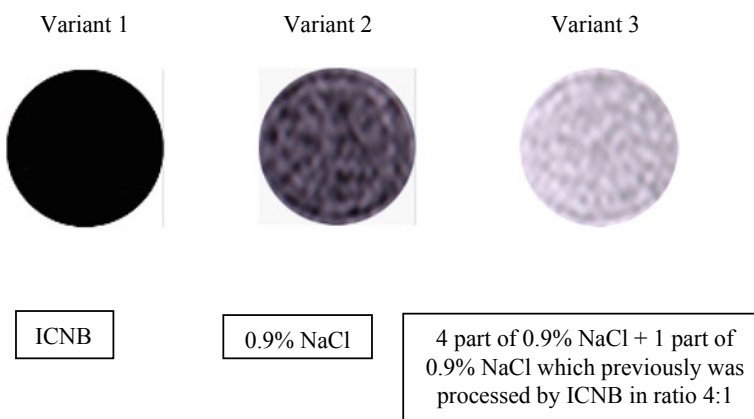 Variant 1 Variant 2 Variant 3
ICNB
0.9% NaCl
4 part of 0.9% NaCl + 1 part of
0.9% NaCl which previously was
processed by ICNB in ratio 4:1